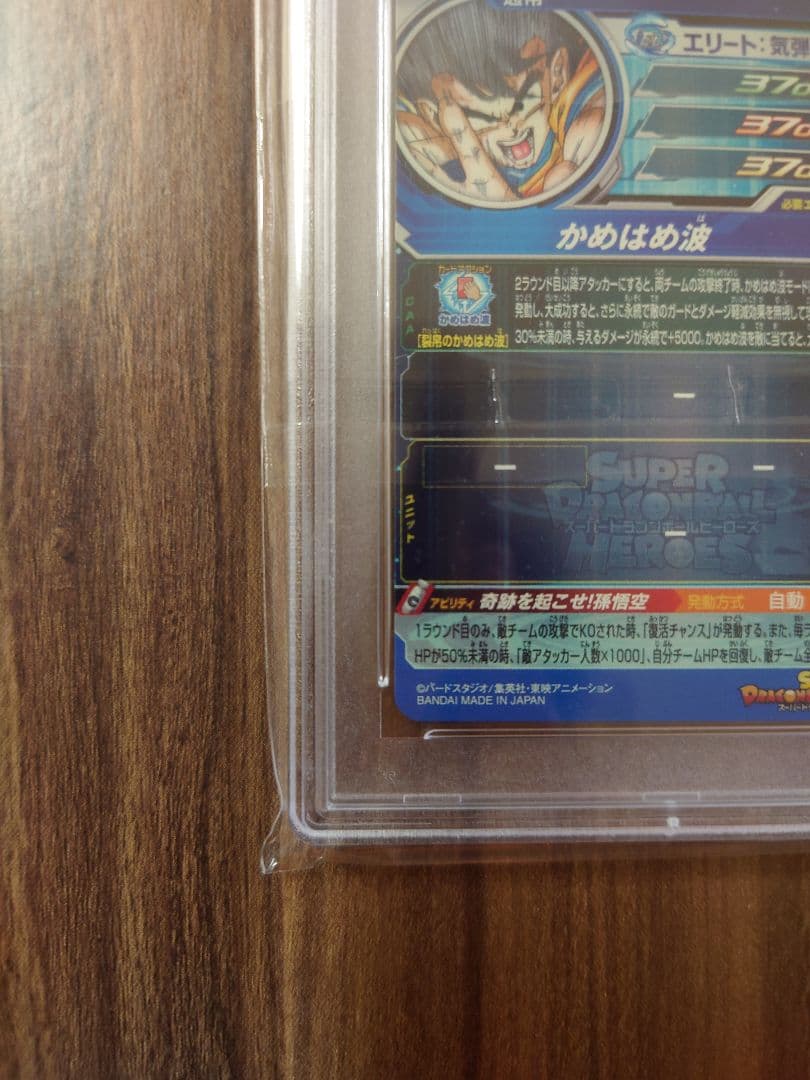 エリート:気弾
370
370
370
かめはめ波
カードアクション
かめはめ波
[裂帛のかめはめ波]
CAA
2ラウンド目以降アタッカーにすると、両チームの攻撃終了時、かめはめ波モード
発動し、大成功すると、さらに永続で敵のガードとダメージ軽減効果を無視して
30%未満の時、与えるダメージが永続で+5000。かめはめ波を敵に当てると、
-
ユニット
- -
-
SUPER
DRAGONBALL
スーパードラゴンボールヒーローズ
HEROES
アビリティ 奇跡を起こせ!孫悟空 発動方式 自動
1ラウンド目のみ、敵チームの攻撃でKOされた時、「復活チャンス」が発動する。また、毎ラ
HPが50%未満の時、「敵アタッカー人数×1000」、自分チームHPを回復し、敵チーム
©バードスタジオ/集英社・東映アニメーション
BANDAI MADE IN JAPAN